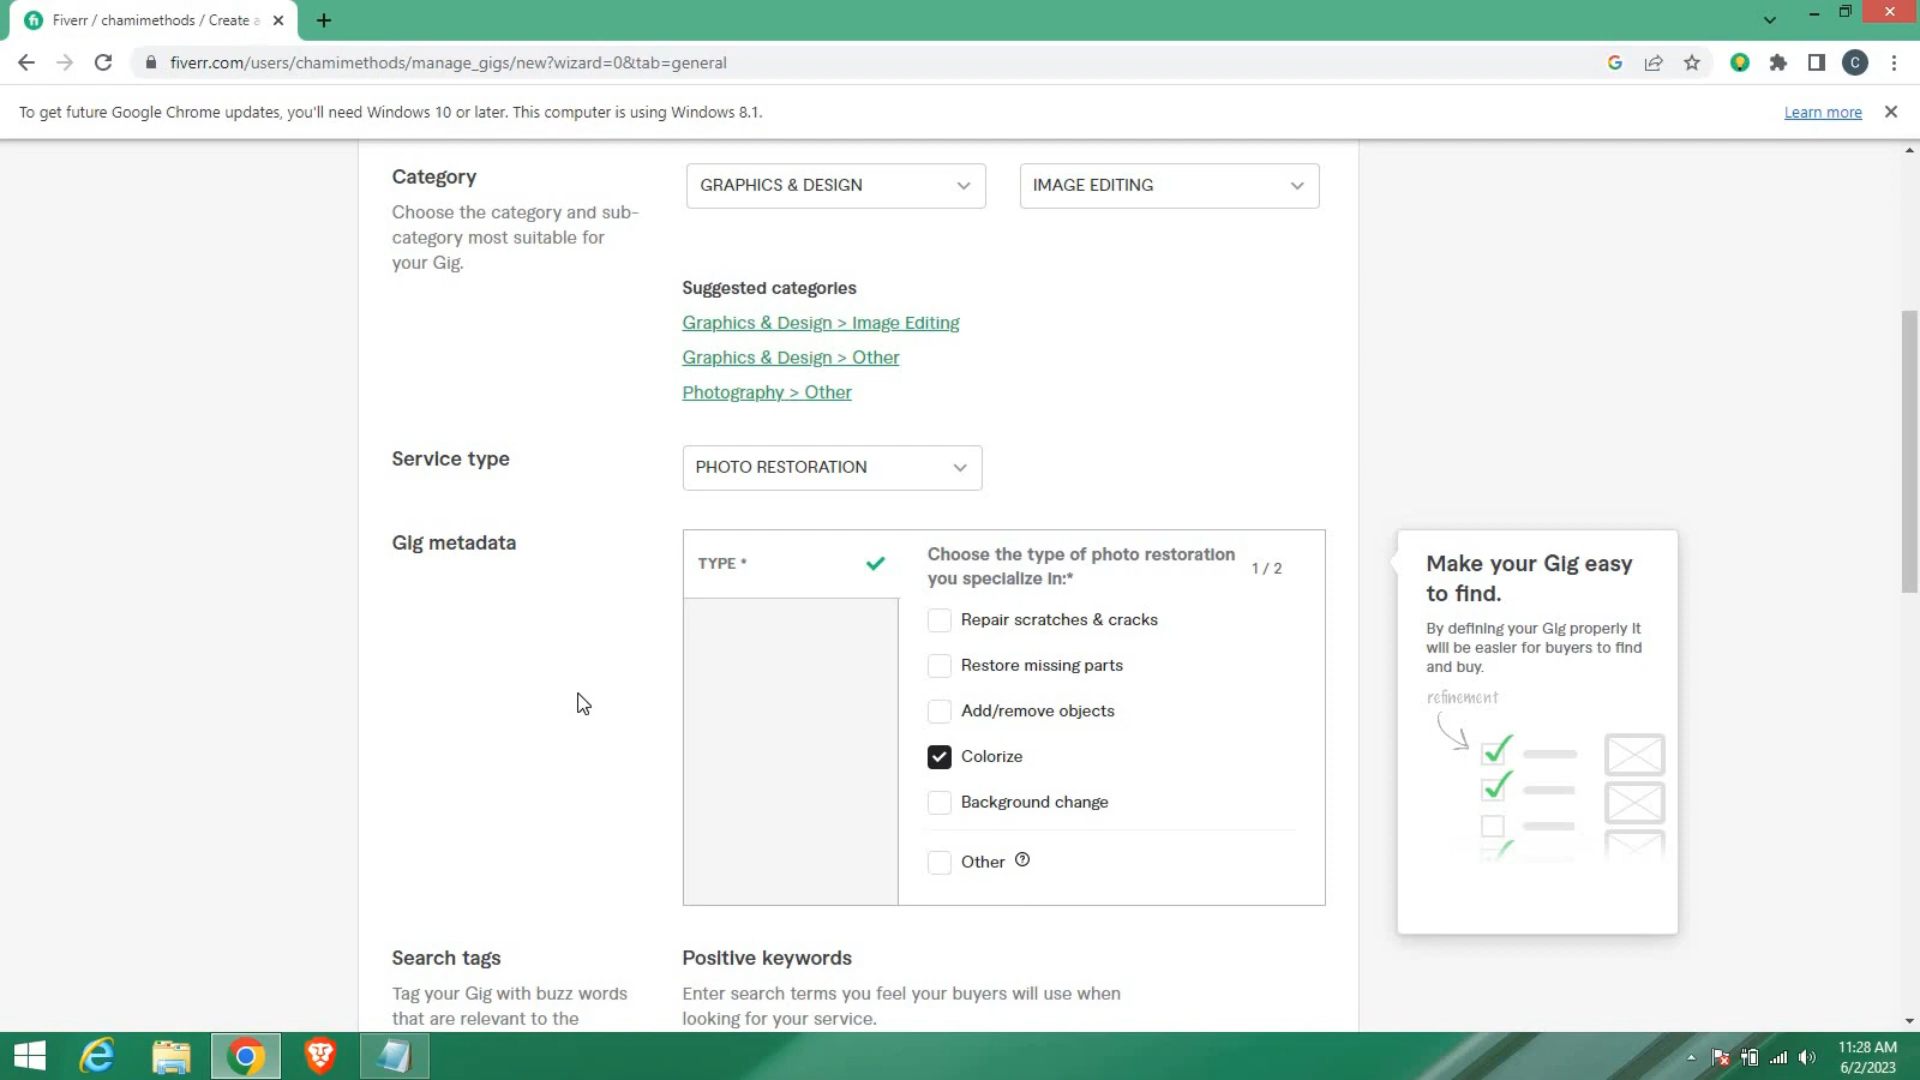 Fiverr / chamimethods / Create a
fiverr.com/users/chamimethods/manage_gigs/new?wizard=0&tab=general
C
To get future Google Chrome updates, you'll need Windows 10 or later. This computer is using Windows 8.1.
Learn more
Category
GRAPHICS & DESIGN
IMAGE EDITING
Choose the category and sub-
category most suitable for
your Gig.
Suggested categories
Graphics & Design > Image Editing
Graphics & Design > Other
Photography > Other
Service type
PHOTO RESTORATION
Gig metadata
TYPE *
Choose the type of photo restoration
you specialize in:*
1 / 2
Repair scratches & cracks
Restore missing parts
Add/remove objects
Colorize
Background change
Other
Make your Gig easy
to find.
By defining your Gig properly it
will be easier for buyers to find
and buy.
refinement
Search tags
Tag your Gig with buzz words
that are relevant to the
Positive keywords
Enter search terms you feel your buyers will use when
looking for your service.
11:28 AM
6/2/2023